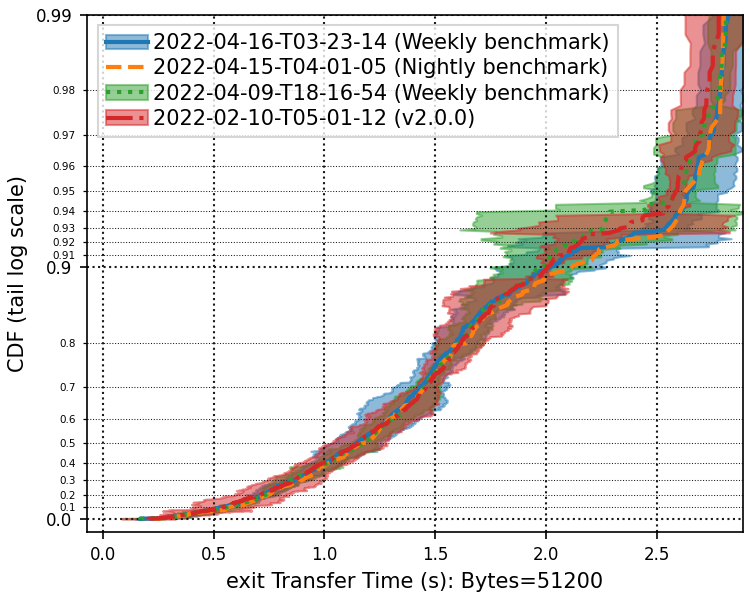 0.99
2022-04-16-T03-23-14 (Weekly benchmark)
2022-04-15-T04-01-05 (Nightly benchmark)
2022-04-09-T18-16-54 (Weekly benchmark)
2022-02-10-T05-01-12 (v2.0.0)
0.98
0.97
0.96
0.95
0.94
0.93
0.92
0.91
0.9
0.8
0.7
0.6
0.5
0.4
0.3
0.2
0.1
0.0
CDF (tail log scale)
0.0 0.5 1.0 1.5 2.0 2.5
exit Transfer Time (s): Bytes=51200